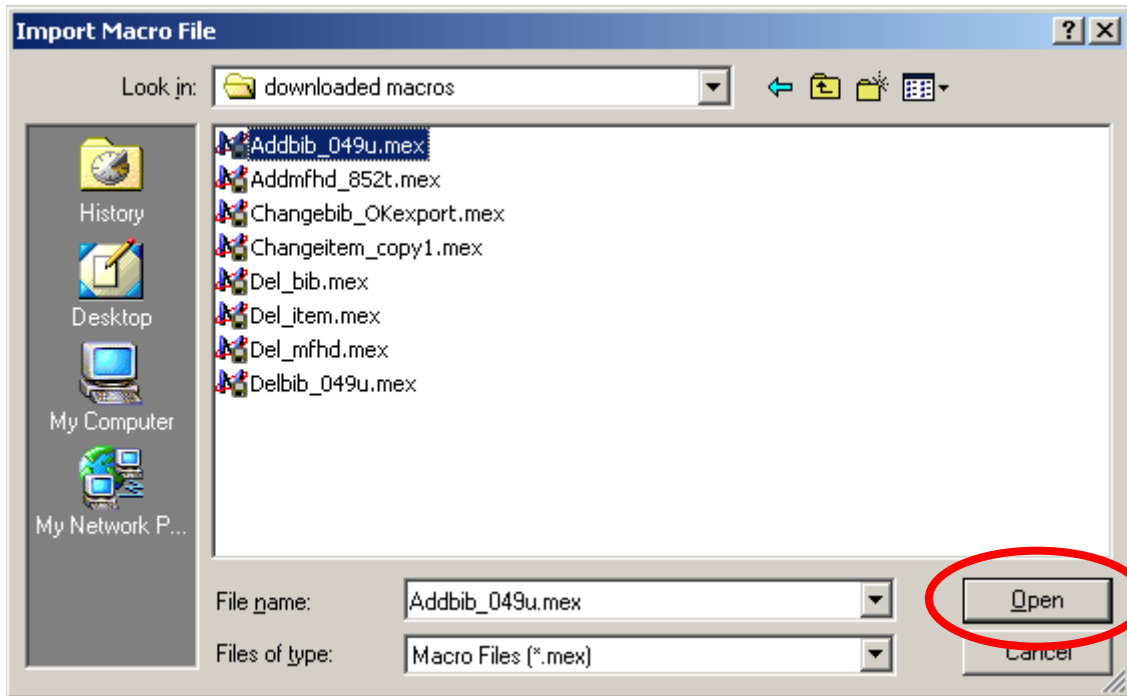 Import Macro File
Look in: downloaded macros
History
Desktop
My Computer
My Network P...
Addbib_049u.mex
Addmfhd_852t.mex
Changebib_OKexport.mex
Changeitem_copy1.mex
Del_bib.mex
Del_item.mex
Del_mfhd.mex
Delbib_049u.mex
File name: Addbib_049u.mex Open
Files of type: Macro Files (*.mex) Cancel